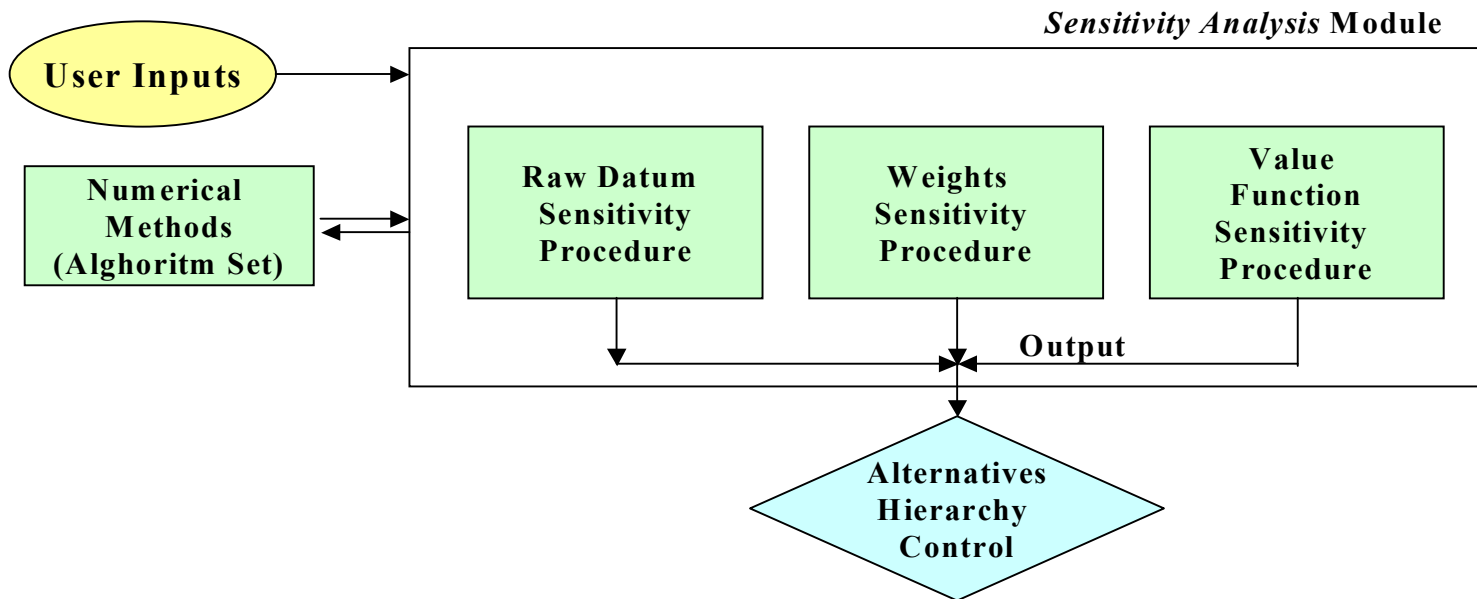 Sensitivity Analysis Module
User Inputs
Numerical
Methods
(Alghoritm Set)
Raw Datum
Sensitivity
Procedure
Weights
Sensitivity
Procedure
Value
Function
Sensitivity
Procedure
Output
Alternatives
Hierarchy
Control